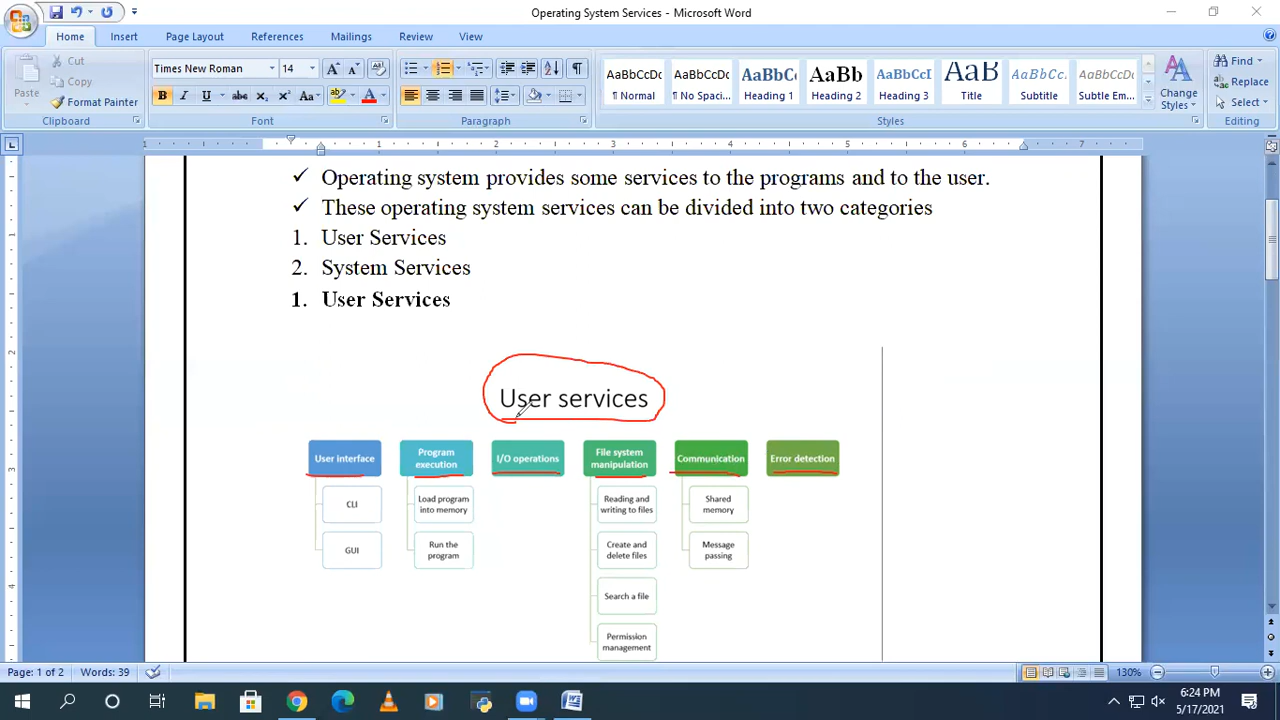 Operating System Services - Microsoft Word
Home Insert Page Layout References Mailings Review View
Paste
Cut
Copy
Format Painter
Clipboard
Times New Roman 14
Font
Paragraph
AaBbCcDc AaBbCcDc AaBbCc AaBb AaBbCcI AaB AaBbCc. AaBbCcDc
¶ Normal ¶ No Spaci... Heading 1 Heading 2 Heading 3 Title Subtitle Subtle Em...
Change Styles
Styles
Find
Replace
Select
Editing
✓ Operating system provides some services to the programs and to the user.
✓ These operating system services can be divided into two categories
1. User Services
2. System Services
1. User Services
User services
User interface
CLI
GUI
Program
execution
Load program
into memory
Run the
program
I/O operations
File system
manipulation
Reading and
writing to files
Create and
delete files
Search a file
Permission
management
Communication
Shared
memory
Message
passing
Error detection
Page: 1 of 2 Words: 39 130%
6:24 PM
5/17/2021